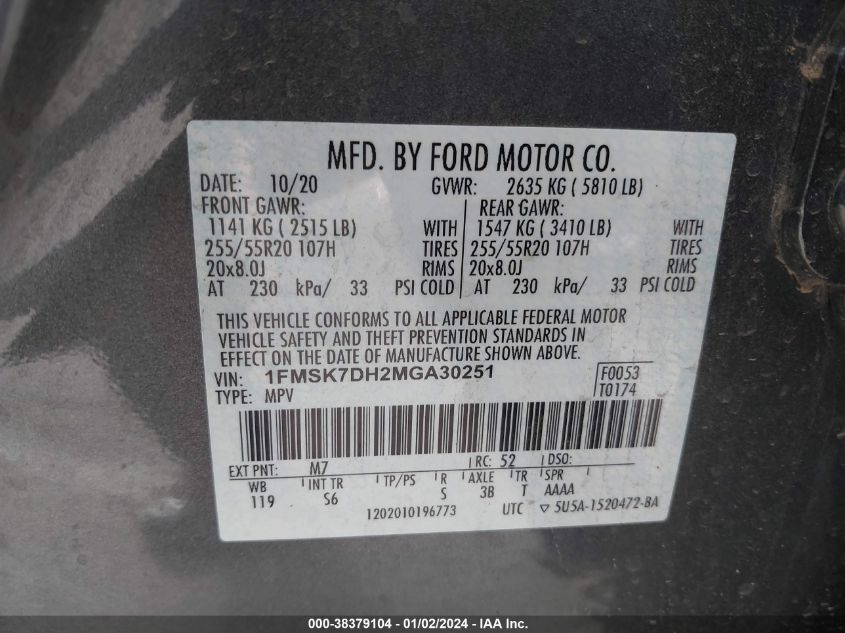 MFD. BY FORD MOTOR CO.
DATE: 10/20 GVWR: 2635 KG ( 5810 LB)
FRONT GAWR: REAR GAWR:
1141 KG ( 2515 LB) WITH 1547 KG ( 3410 LB) WITH
255/55R20 107H TIRES 255/55R20 107H TIRES
20x8.0J RIMS 20x8.0J RIMS
AT 230 kPa/ 33 PSI COLD AT 230 kPa/ 33 PSI COLD
THIS VEHICLE CONFORMS TO ALL APPLICABLE FEDERAL MOTOR
VEHICLE SAFETY AND THEFT PREVENTION STANDARDS IN
EFFECT ON THE DATE OF MANUFACTURE SHOWN ABOVE.
VIN: 1FMSK7DH2MGA30251 F0053
TYPE: MPV T0174
EXT PNT: M7 RC: 52 DSO:
WB INT TR TP/PS R AXLE TR SPR
119 S6 S 3B T AAAA
1202010196773 UTC ▽ 5U5A-1520472-BA
000-38379104 - 01/02/2024 - IAAI.COM